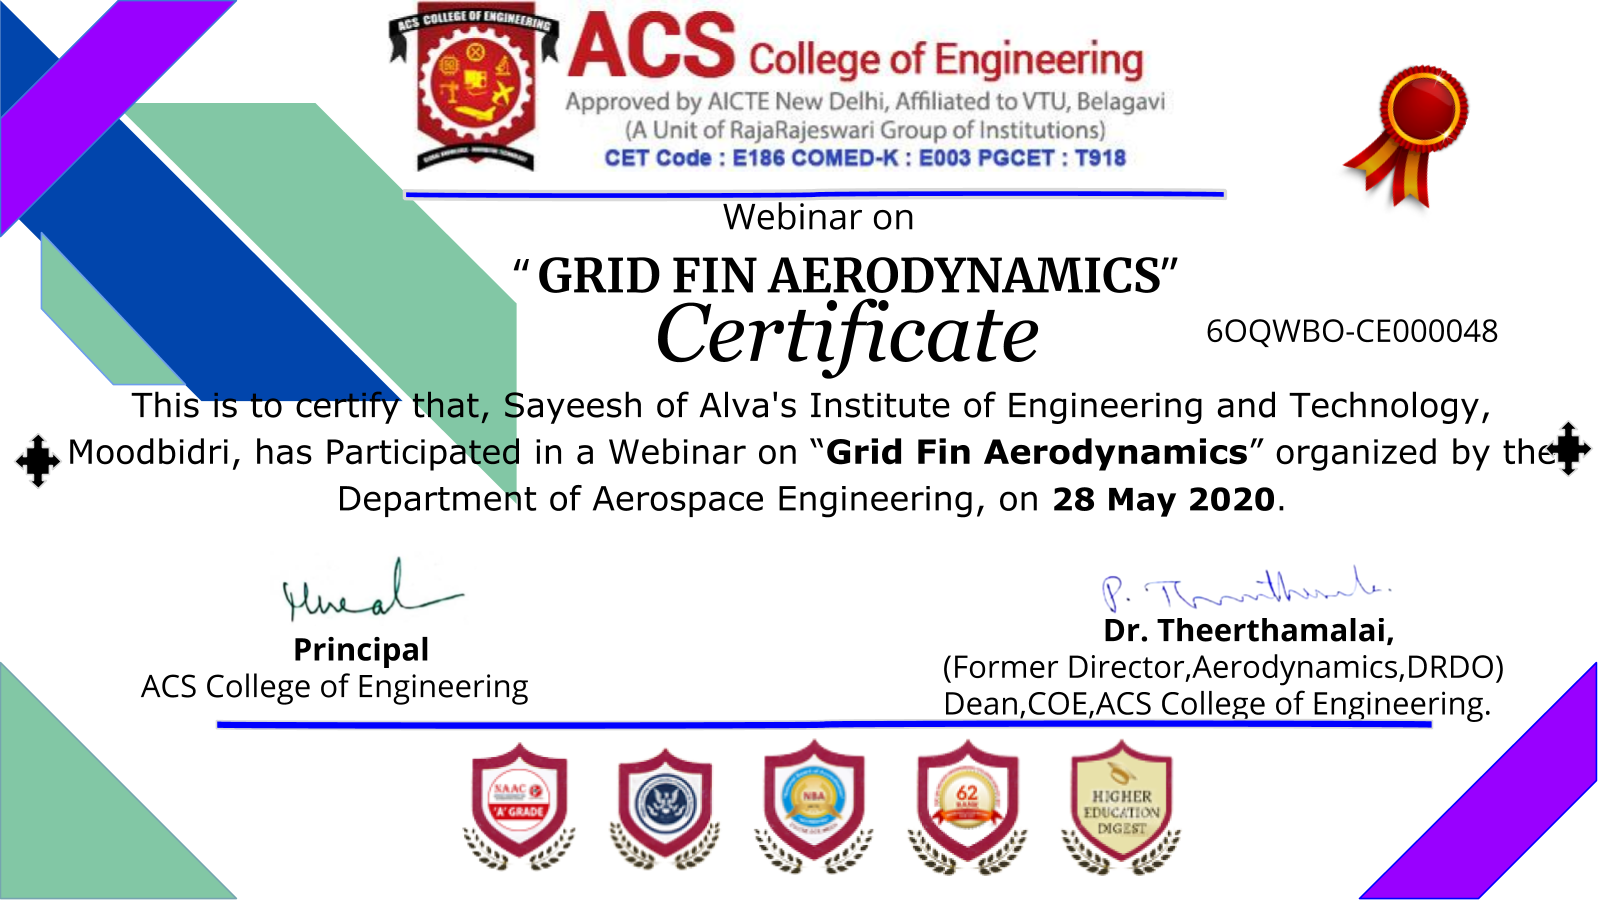 ACS COLLEGE OF ENGINEERING
ACS College of Engineering
Approved by AICTE New Delhi, Affiliated to VTU, Belagavi
(A Unit of RajaRajeswari Group of Institutions)
CET Code : E186 COMED-K : E003 PGCET : T918
Webinar on
“ GRID FIN AERODYNAMICS”
Certificate
6OQWBO-CE000048
This is to certify that, Sayeesh of Alva's Institute of Engineering and Technology,
Moodbidri, has Participated in a Webinar on “Grid Fin Aerodynamics” organized by the
Department of Aerospace Engineering, on 28 May 2020.
P.
Principal
ACS College of Engineering
Dr. Theerthamalai,
(Former Director,Aerodynamics,DRDO)
Dean,COE,ACS College of Engineering.
NAAC
'A' GRADE
NBA
62
RANK
HIGHER
EDUCATION
DIGEST